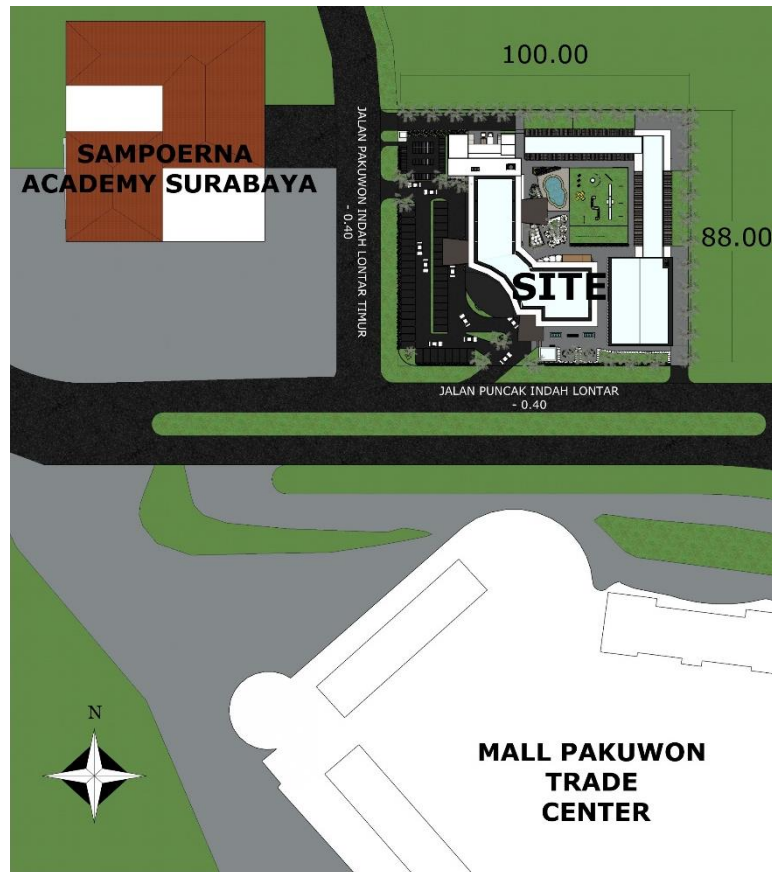 100.00
SAMPOERNA
ACADEMY SURABAYA
JALAN PAKUWON INDAH LONTAR TIMUR
- 0.40
88.00
SITE
JALAN PUNCAK INDAH LONTAR
- 0.40
N
MALL PAKUWON
TRADE
CENTER